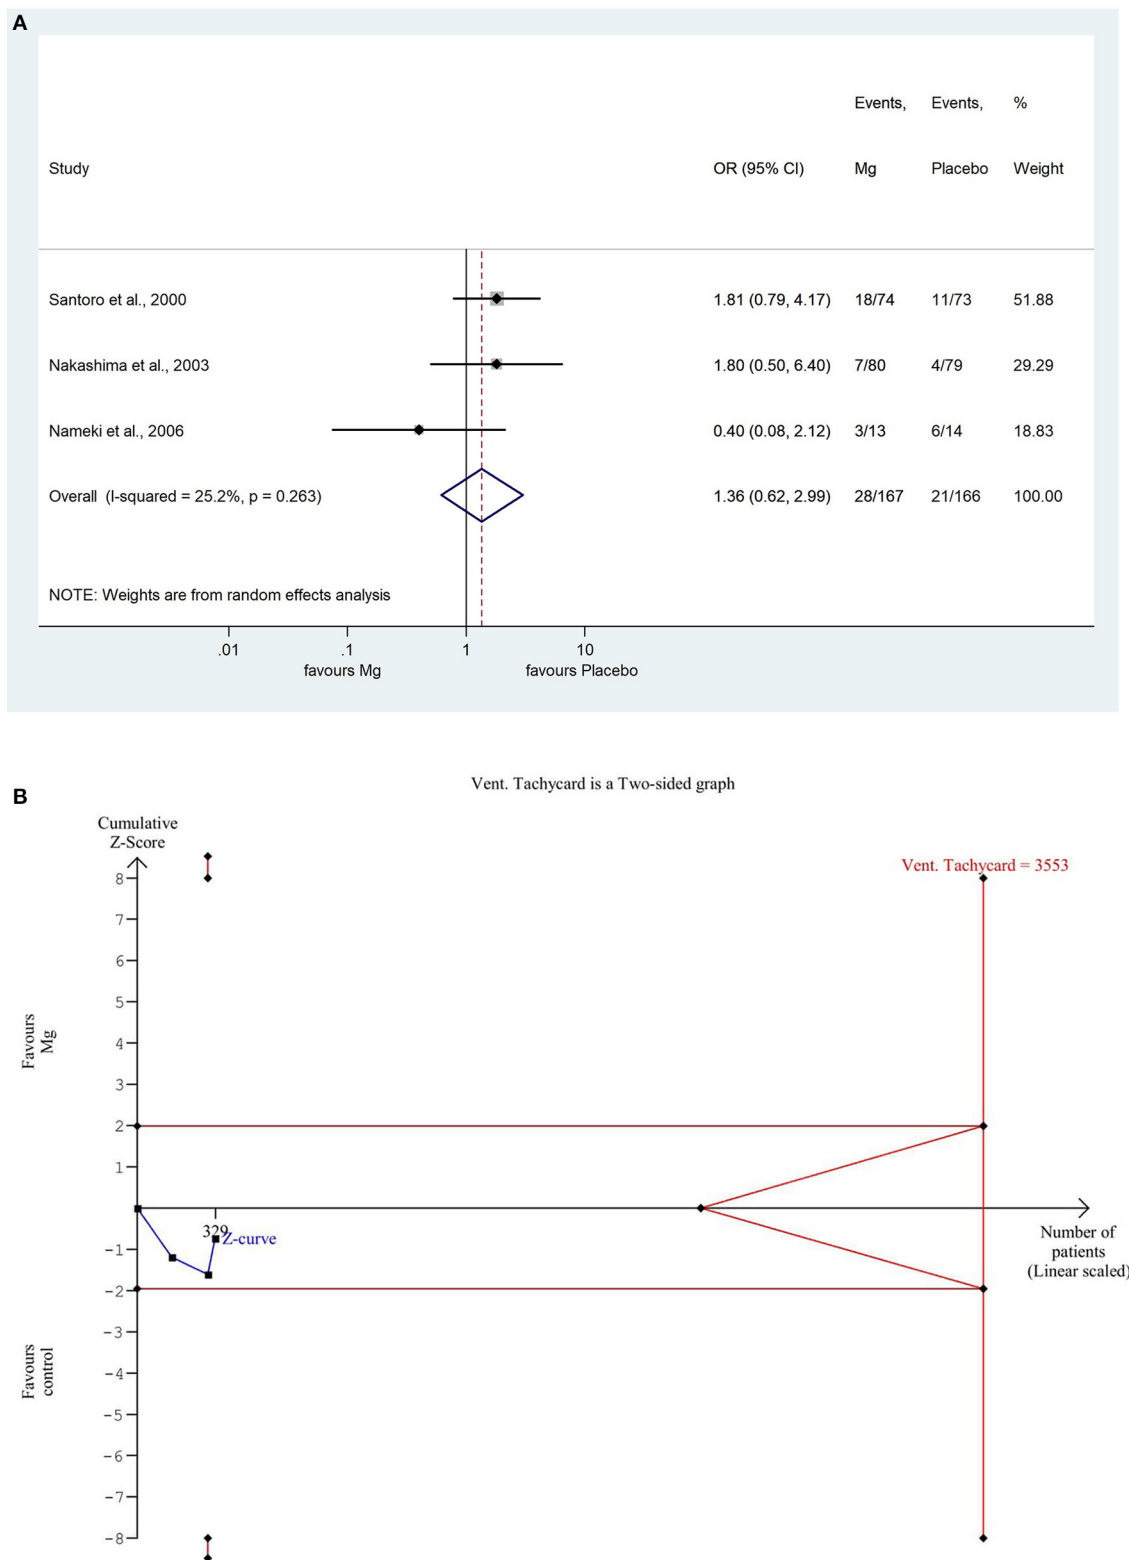 A
Events, Events, %
Study OR (95% CI) Mg Placebo Weight
Santoro et al., 2000 1.81 (0.79, 4.17) 18/74 11/73 51.88
Nakashima et al., 2003 1.80 (0.50, 6.40) 7/80 4/79 29.29
Nameki et al., 2006 0.40 (0.08, 2.12) 3/13 6/14 18.83
Overall (I-squared = 25.2%, p = 0.263) 1.36 (0.62, 2.99) 28/167 21/166 100.00
NOTE: Weights are from random effects analysis
.01 .1 1 10
favours Mg favours Placebo
B
Vent. Tachycard is a Two-sided graph
Cumulative
Z-Score
Vent. Tachycard = 3553
8
7
6
5
4
3
2
1
-1
-2
-3
-4
-5
-6
-7
-8
Favours
Mg
Favours
control
329
Z-curve
Number of
patients
(Linear scaled)